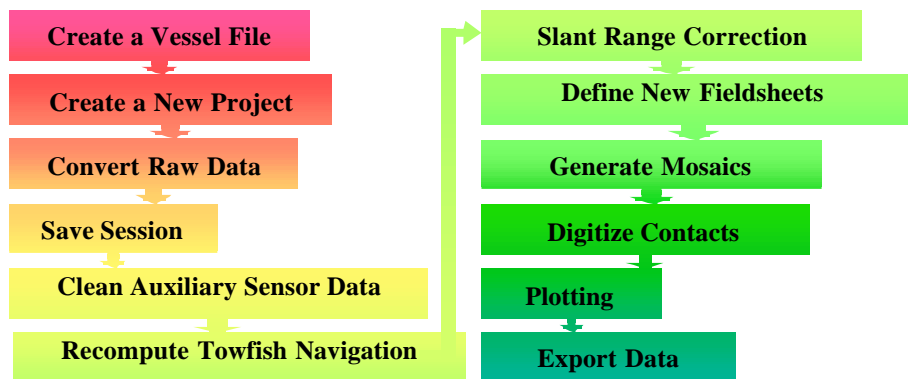 Create a Vessel File
Create a New Project
Convert Raw Data
Save Session
Clean Auxiliary Sensor Data
Recompute Towfish Navigation
Slant Range Correction
Define New Fieldsheets
Generate Mosaics
Digitize Contacts
Plotting
Export Data